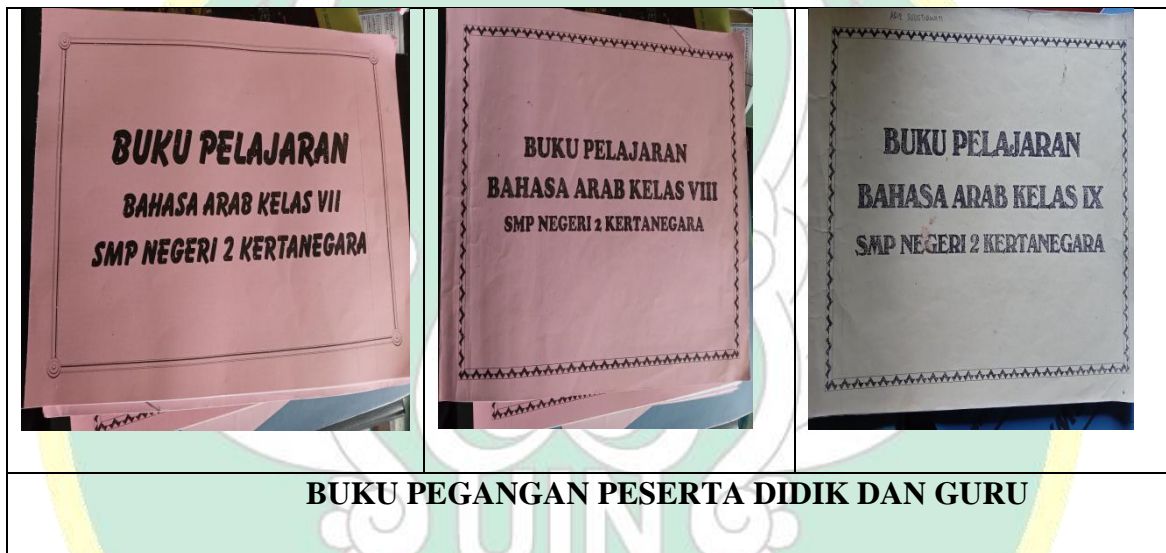 BUKU PELAJARAN
BAHASA ARAB KELAS VII
SMP NEGERI 2 KERTANEGARA
BUKU PELAJARAN
BAHASA ARAB KELAS VIII
SMP NEGERI 2 KERTANEGARA
BUKU PELAJARAN
BAHASA ARAB KELAS IX
SMP NEGERI 2 KERTANEGARA
BUKU PEGANGAN PESERTA DIDIK DAN GURU
UIN